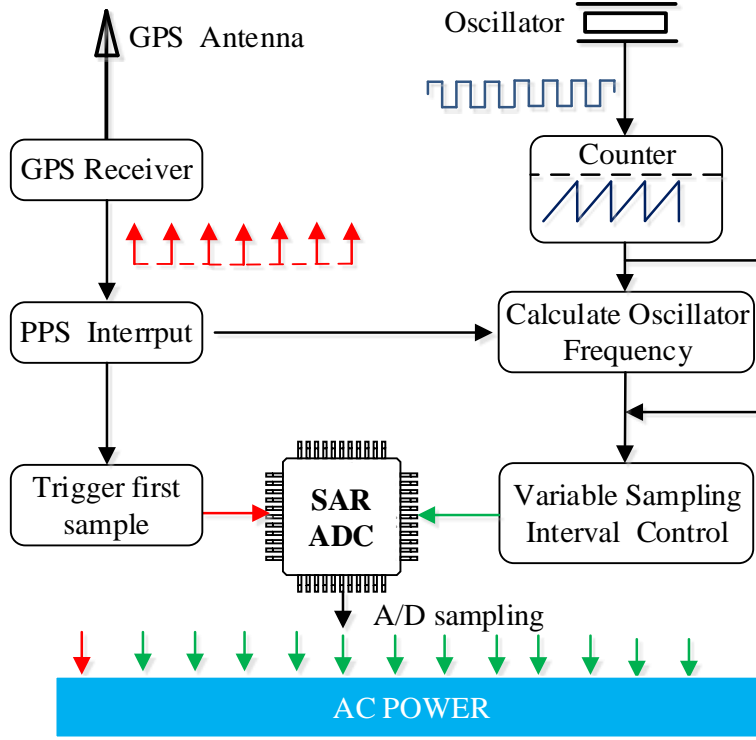 GPS Antenna
Oscillator
GPS Receiver
Counter
PPS Interrput
Calculate Oscillator
Frequency
Trigger first
sample
SAR
ADC
Variable Sampling
Interval Control
A/D sampling
AC POWER